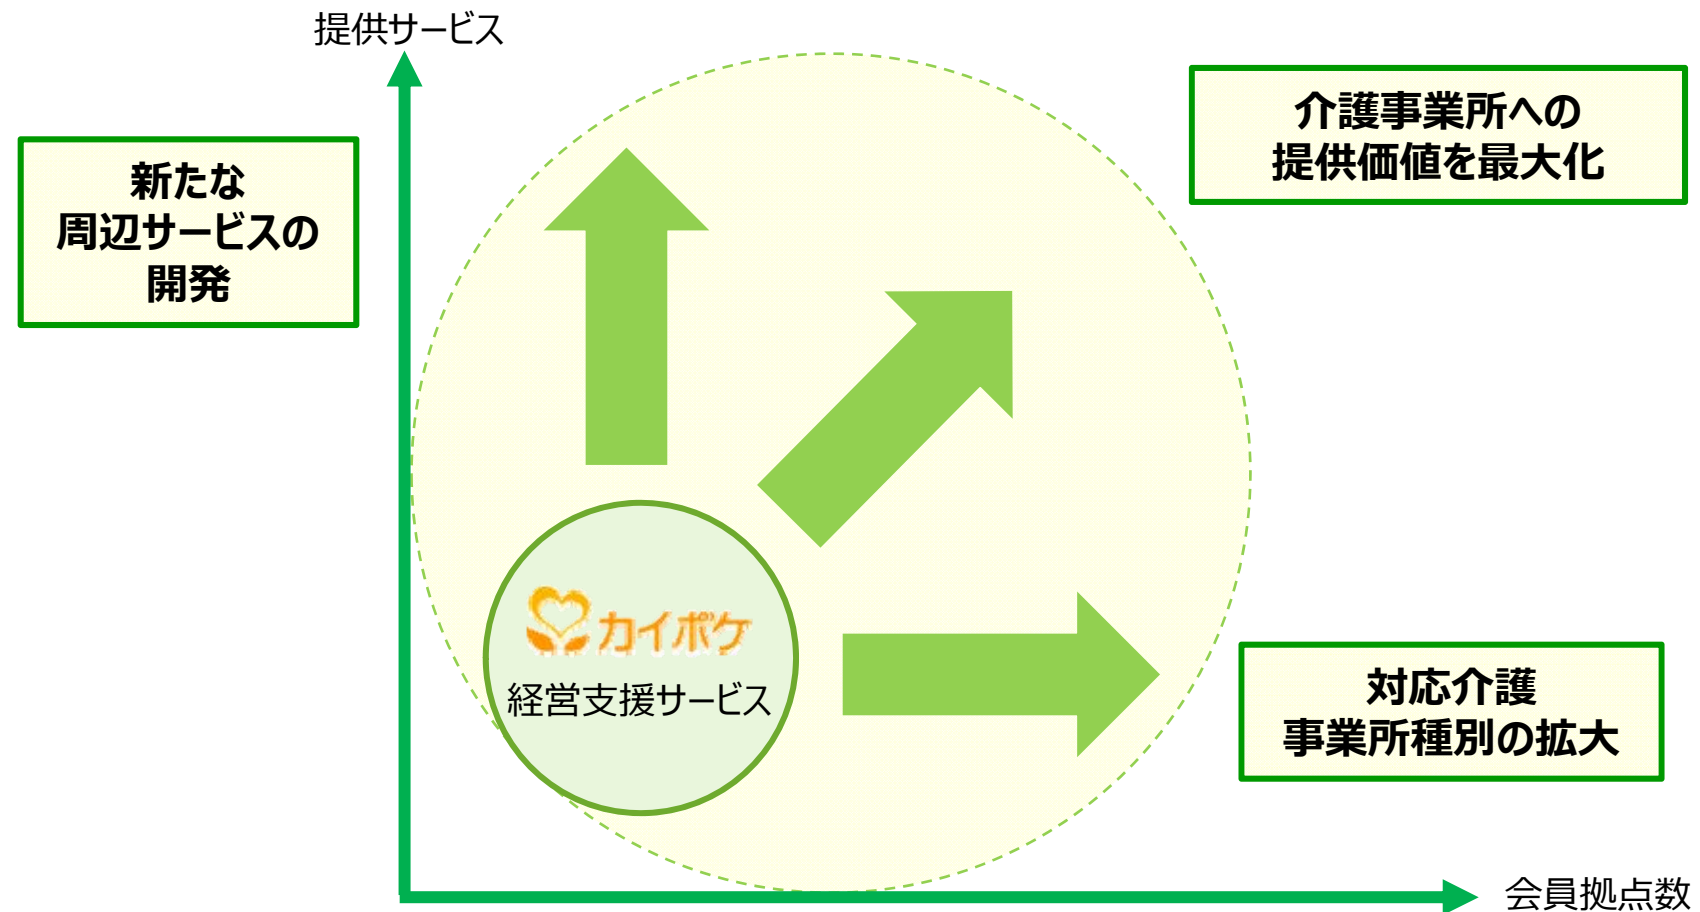 提供サービス
新たな
周辺サービスの
開発
介護事業所への
提供価値を最大化
カイポケ
経営支援サービス
対応介護
事業所種別の拡大
会員拠点数